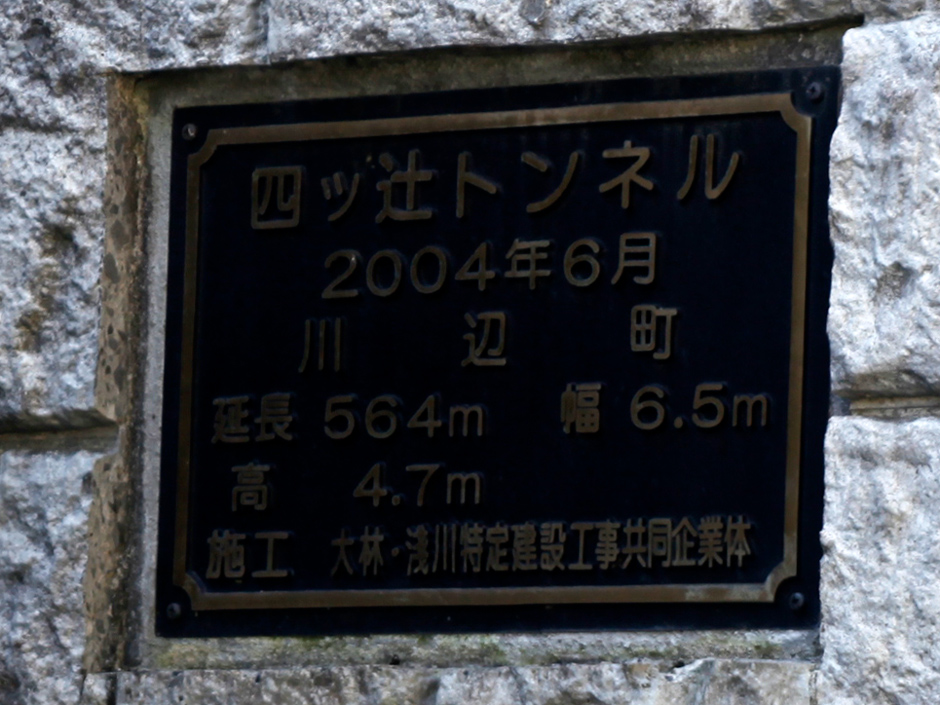 四ッ辻トンネル
2004年6月
川辺町
延長 564m 幅 6.5m
高 4.7m
施工 大林・浅川特定建設工事共同企業体